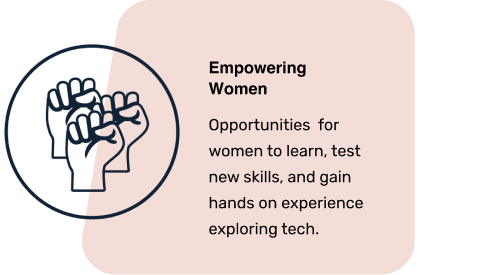 Empowering
Women
Opportunities for
women to learn, test
new skills, and gain
hands on experience
exploring tech.